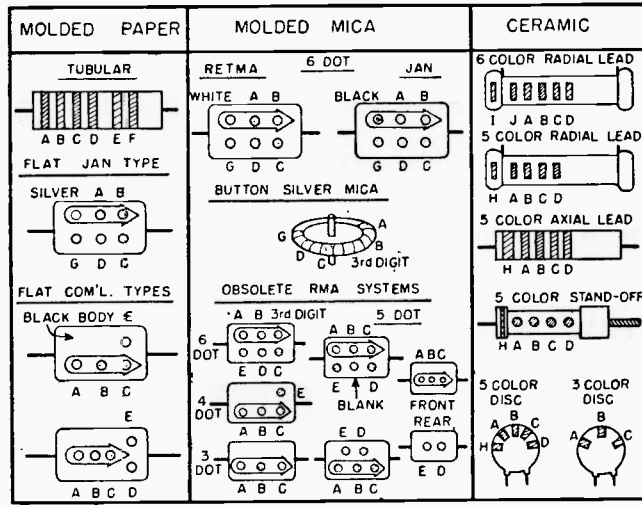 MOLDED PAPER
TUBULAR
A B C D E F
FLAT JAN TYPE
SILVER A B
G D C
FLAT COM'L. TYPES
BLACK BODY E
A B C
E
A B C D
MOLDED MICA
6 DOT
RETMA
JAN
WHITE A B
BLACK A B
G D C
G D C
BUTTON SILVER MICA
A
B
3rd DIGIT
C
D
G
OBSOLETE RMA SYSTEMS
A B 3rd DIGIT
6 DOT
E D C
5 DOT
A B C
E D
BLANK
A B C
FRONT
REAR
E D
4 DOT
E
A B C
3 DOT
A B C
E D
A B C
CERAMIC
6 COLOR RADIAL LEAD
I J A B C D
5 COLOR RADIAL LEAD
H A B C D
5 COLOR AXIAL LEAD
H A B C D
5 COLOR STAND-OFF
H A B C D
5 COLOR DISC
H A B C D
3 COLOR DISC
A B C